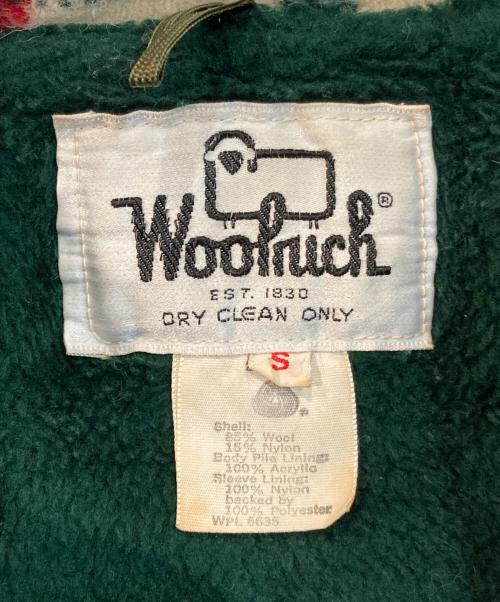 Woolrich®
EST. 1830
DRY CLEAN ONLY
S
®
Shell:
85% Wool
15% Nylon
Body Pile Lining:
100% Acrylic
Sleeve Lining:
100% Nylon
backed by
100% Polyester
WPL 6635